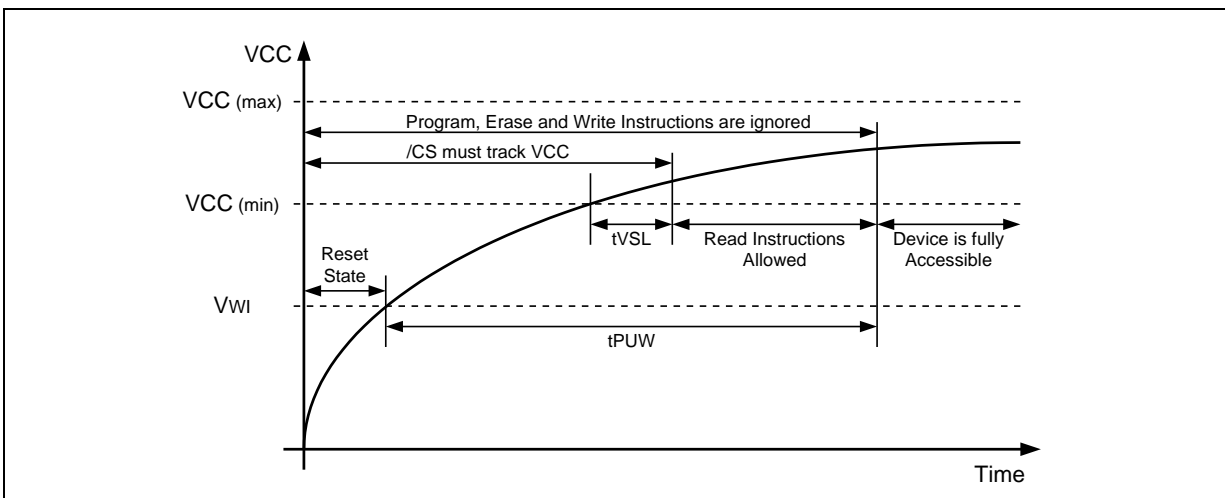 VCC
VCC (max)
Program, Erase and Write Instructions are ignored
/CS must track VCC
VCC (min)
tVSL
Read Instructions
Allowed
Device is fully
Accessible
Reset
State
VWI
tPUW
Time